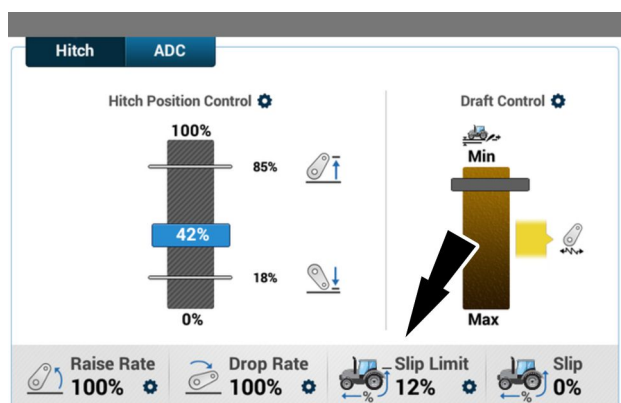 Hitch ADC
Hitch Position Control
Draft Control
100%
Min
85%
42%
18%
0%
Max
Raise Rate
100%
Drop Rate
100%
Slip Limit
12%
%
Slip
0%
%